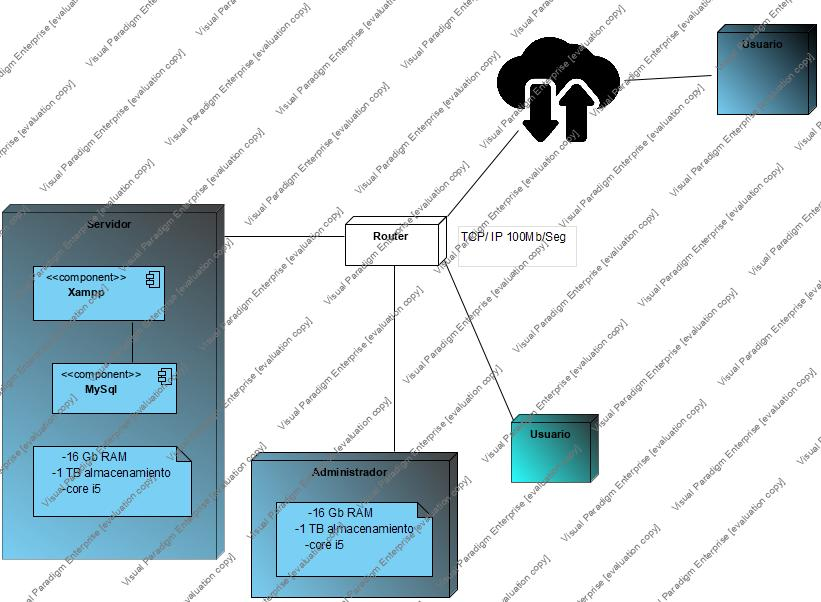 Usuario
Servidor
Router
TCP/ IP 100Mb/Seg
<<component>>
Xampp
<<component>>
MySql
-16 Gb RAM
-1 TB almacenamiento
-core i5
Usuario
Administrador
-16 Gb RAM
-1 TB almacenamiento
-core i5
Visual Paradigm Enterprise [evaluation copy]